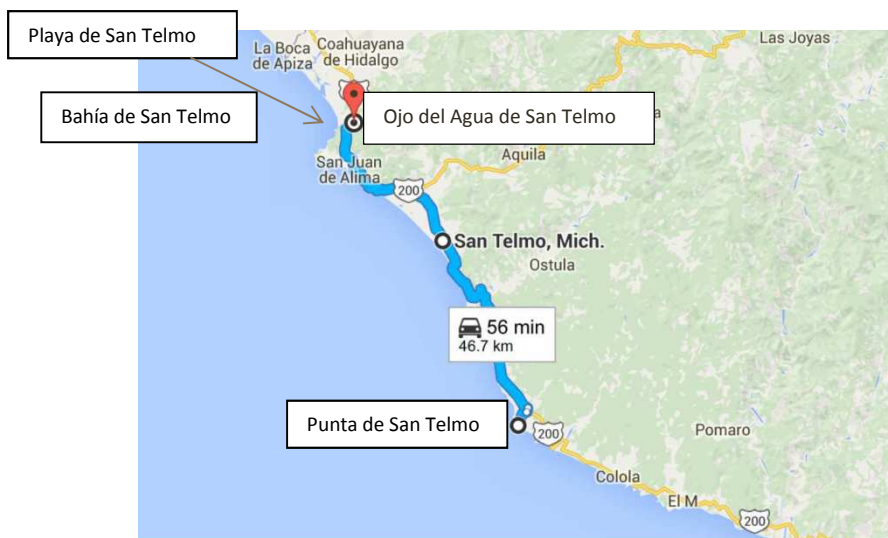 Playa de San Telmo
La Boca
de Apiza
Coahuayana
de Hidalgo
Las Joyas
Bahía de San Telmo
Ojo del Agua de San Telmo
San Juan
de Alima
Aquila
200
San Telmo, Mich.
Ostula
56 min
46.7 km
Punta de San Telmo
200
Pomaro
Colola
El M
200